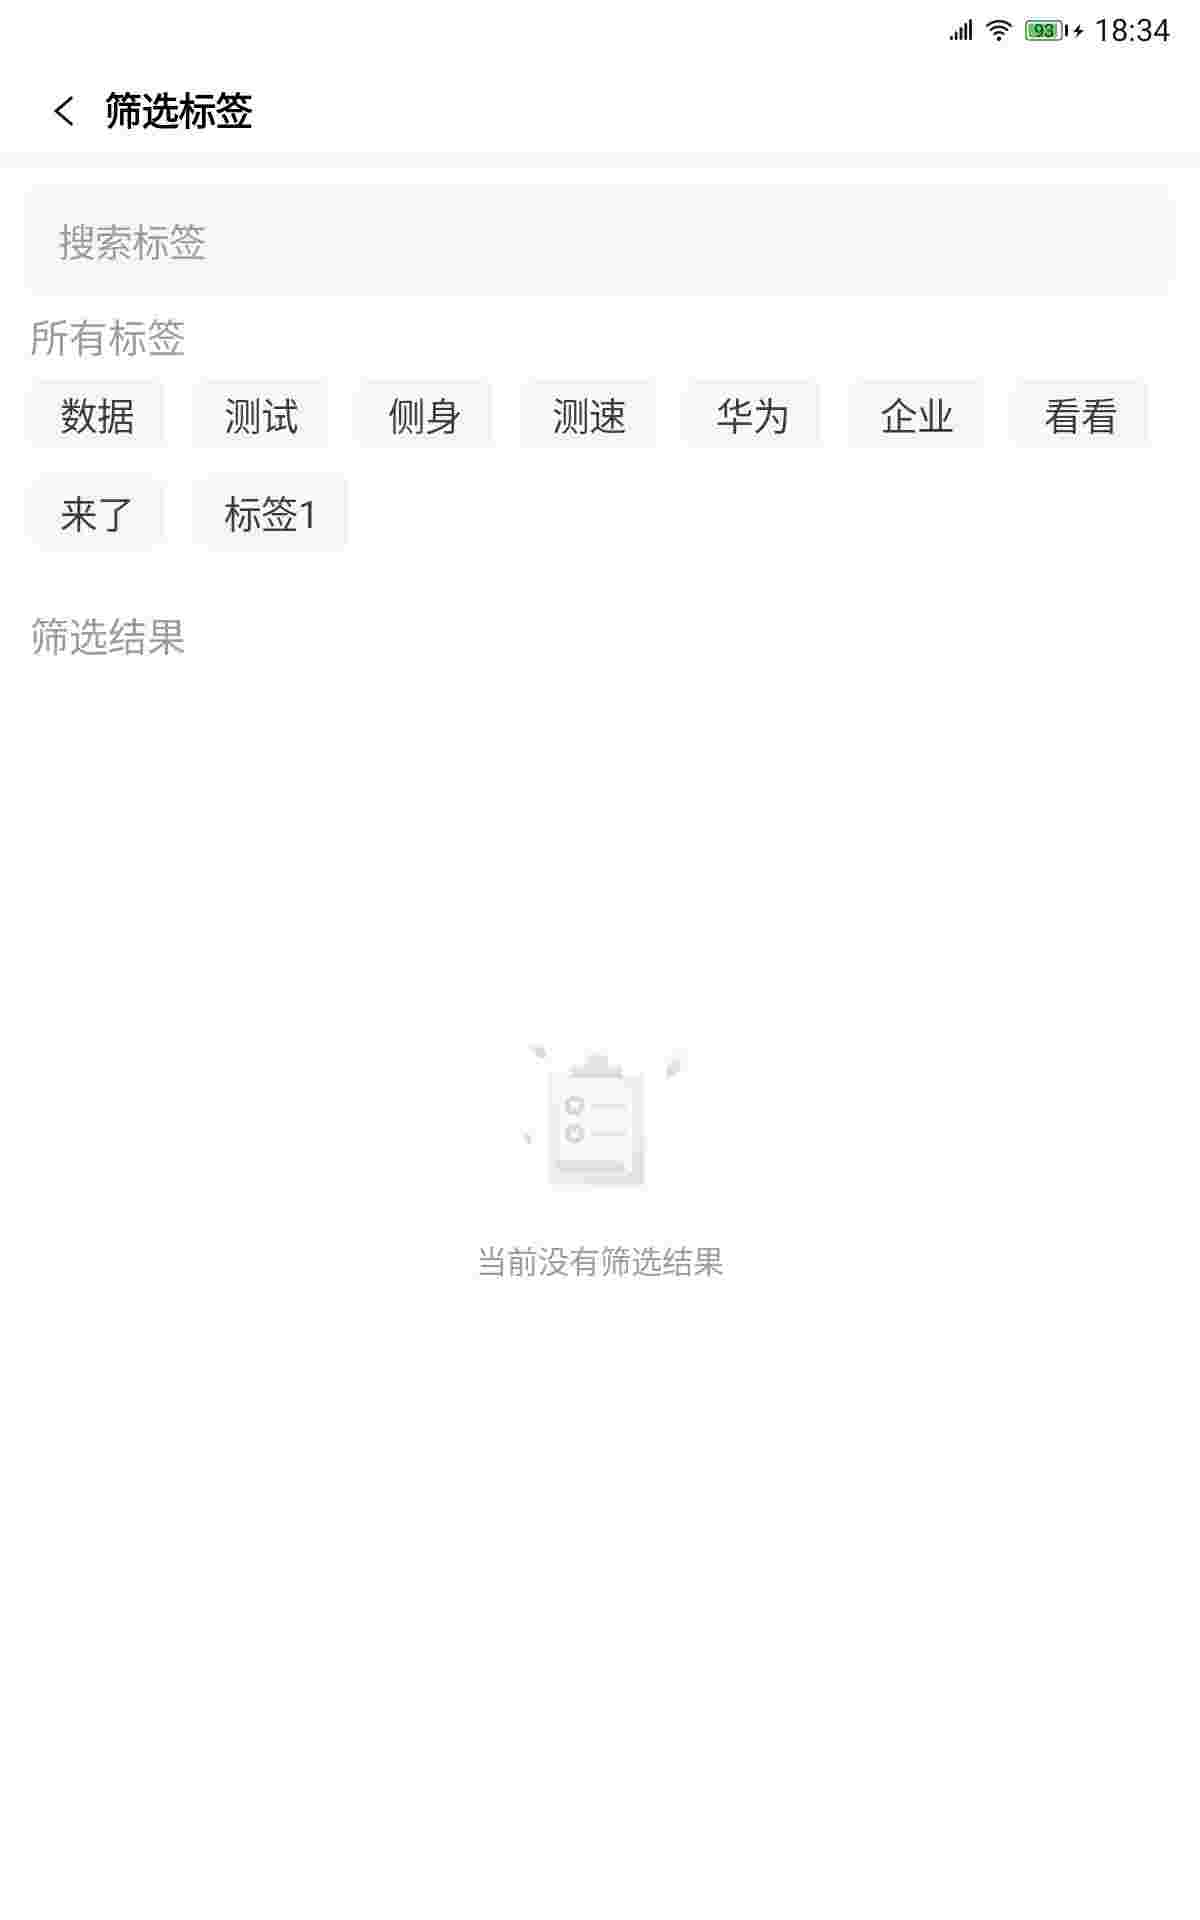 93 18:34
筛选标签
搜索标签
所有标签
数据 测试 侧身 测速 华为 企业 看看
来了 标签1
筛选结果
当前没有筛选结果